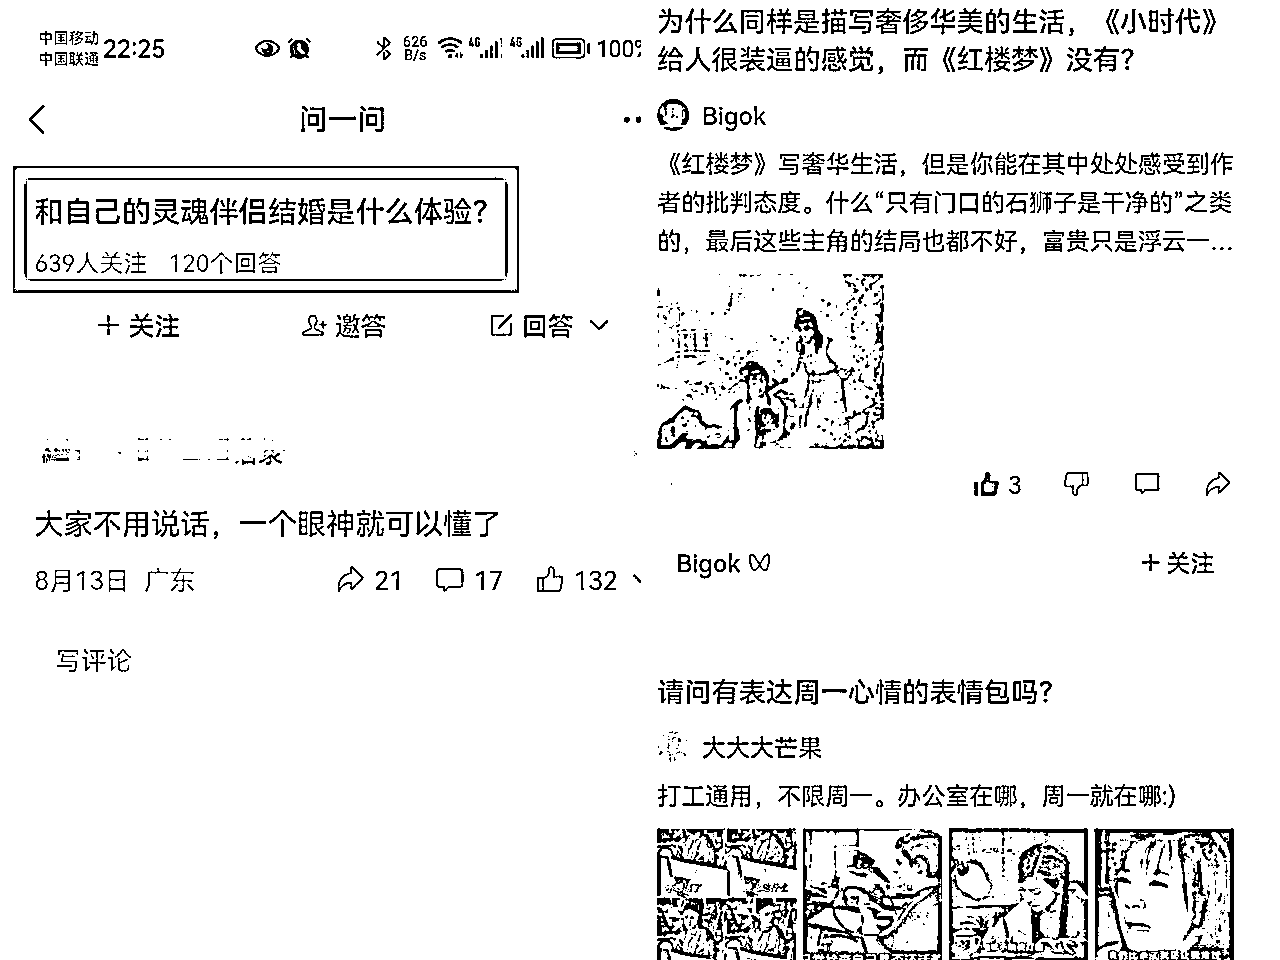 中国移动
中国联通
22:25
626 B/s
4G
4G
100%
问一问
和自己的灵魂伴侣结婚是什么体验?
639人关注 120个回答
+ 关注
邀答
回答
大家不用说话，一个眼神就可以懂了
8月13日 广东
21
17
132
写评论
为什么同样是描写奢侈华美的生活，《小时代》
给人很装逼的感觉，而《红楼梦》没有?
Bigok
《红楼梦》写奢华生活，但是你能在其中处处感受到作
者的批判态度。什么“只有门口的石狮子是干净的”之类
的，最后这些主角的结局也都不好，富贵只是浮云一...
3
Bigok
+ 关注
请问有表达周一心情的表情包吗?
大大大芒果
打工通用，不限周一。办公室在哪，周一就在哪:)